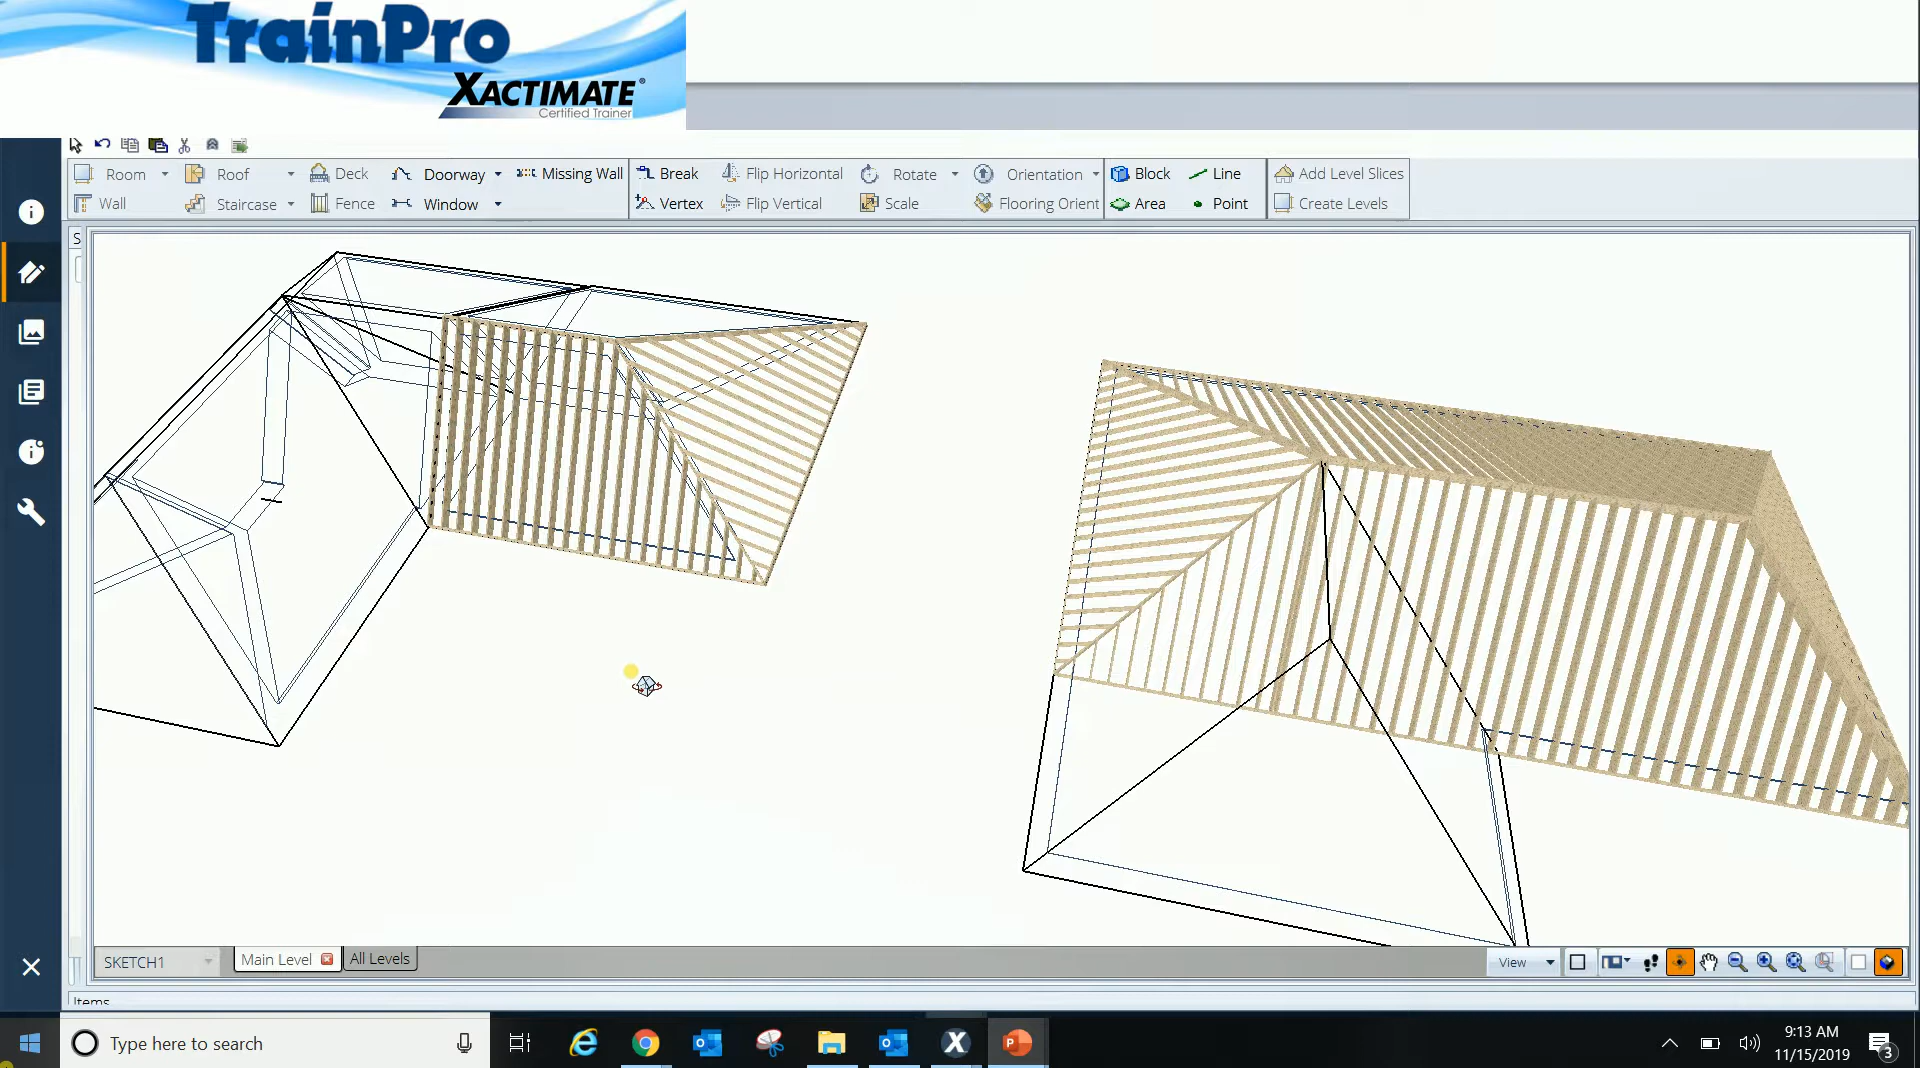 TrainPro
XACTIMATE®
Certified Trainer
Room Roof Deck Doorway Missing Wall Break Flip Horizontal Rotate Orientation Block Line Add Level Slices
Wall Staircase Fence Window Vertex Flip Vertical Scale Flooring Orient Area Point Create Levels
S
SKETCH1 Main Level All Levels View
Items
Type here to search
9:13 AM
11/15/2019
3